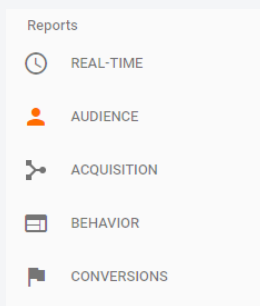 Reports
REAL-TIME
AUDIENCE
ACQUISITION
BEHAVIOR
CONVERSIONS